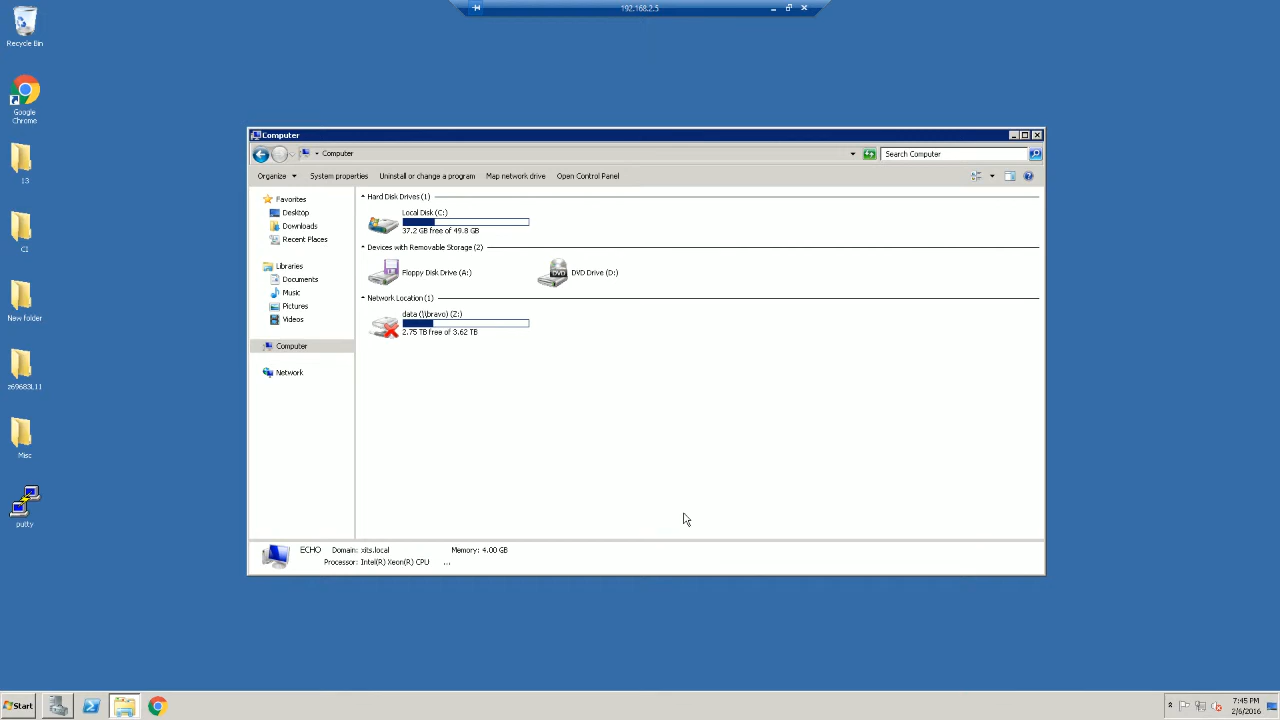 192.168.2.5
Recycle Bin
Google
Chrome
13
CI
New folder
z69683L11
Misc
putty
Computer
Computer
Search Computer
Organize
System properties
Uninstall or change a program
Map network drive
Open Control Panel
Favorites
Desktop
Downloads
Recent Places
Libraries
Documents
Music
Pictures
Videos
Computer
Network
Hard Disk Drives (1)
Local Disk (C:)
37.2 GB free of 49.8 GB
Devices with Removable Storage (2)
Floppy Disk Drive (A:)
DVD
DVD Drive (D:)
Network Location (1)
data (\\bravo) (Z:)
2.75 TB free of 3.62 TB
ECHO Domain: xits.local Memory: 4.00 GB
Processor: Intel(R) Xeon(R) CPU ...
Start
7:45 PM
2/6/2016